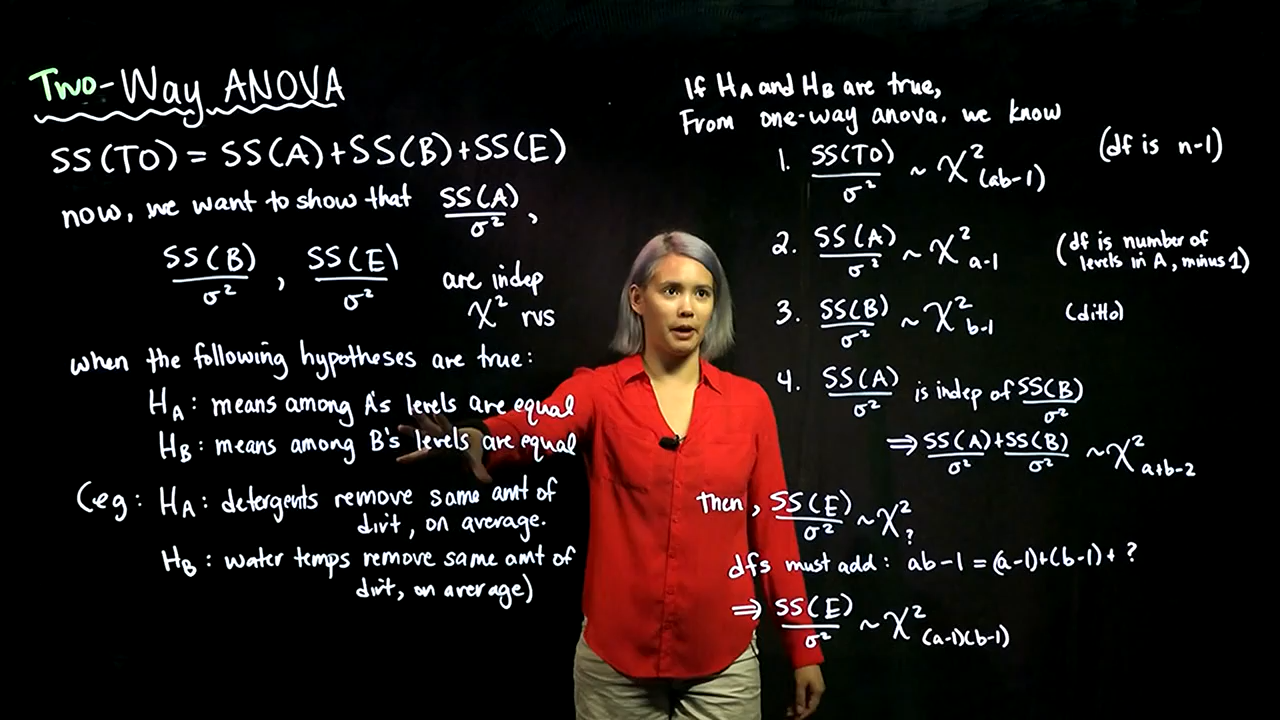 Two-Way ANOVA
SS(TO) = SS(A)+SS(B)+SS(E)
now, we want to show that SS(A)/σ²,
SS(B)/σ², SS(E)/σ² are indep
χ² rvs
when the following hypotheses are true:
HA: means among A's levels are equal
HB: means among B's levels are equal
(eg: HA: detergents remove same amt of
dirt, on average.
HB: water temps remove same amt of
dirt, on average)
If HA and HB are true,
From one-way anova. we know
1. SS(TO)/σ² ~ χ²(ab-1) (df is n-1)
2. SS(A)/σ² ~ χ²a-1 (df is number of
levels in A, minus 1)
3. SS(B)/σ² ~ χ²b-1 (ditto)
4. SS(A)/σ² is indep of SS(B)/σ²
⇒ SS(A)/σ² + SS(B)/σ² ~ χ²a+b-2
then, SS(E)/σ² ~ χ²?
dfs must add: ab-1 = (a-1)+(b-1)+ ?
⇒ SS(E)/σ² ~ χ²(a-1)(b-1)